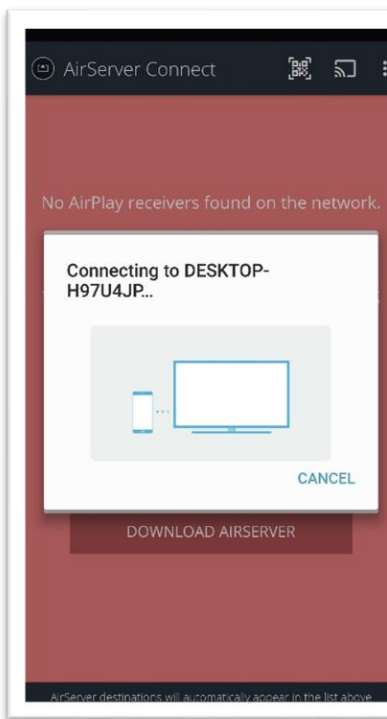 AirServer Connect
No AirPlay receivers found on the network.
Connecting to DESKTOP-
H97U4JP...
CANCEL
DOWNLOAD AIRSERVER
AirServer destinations will automatically appear in the list above